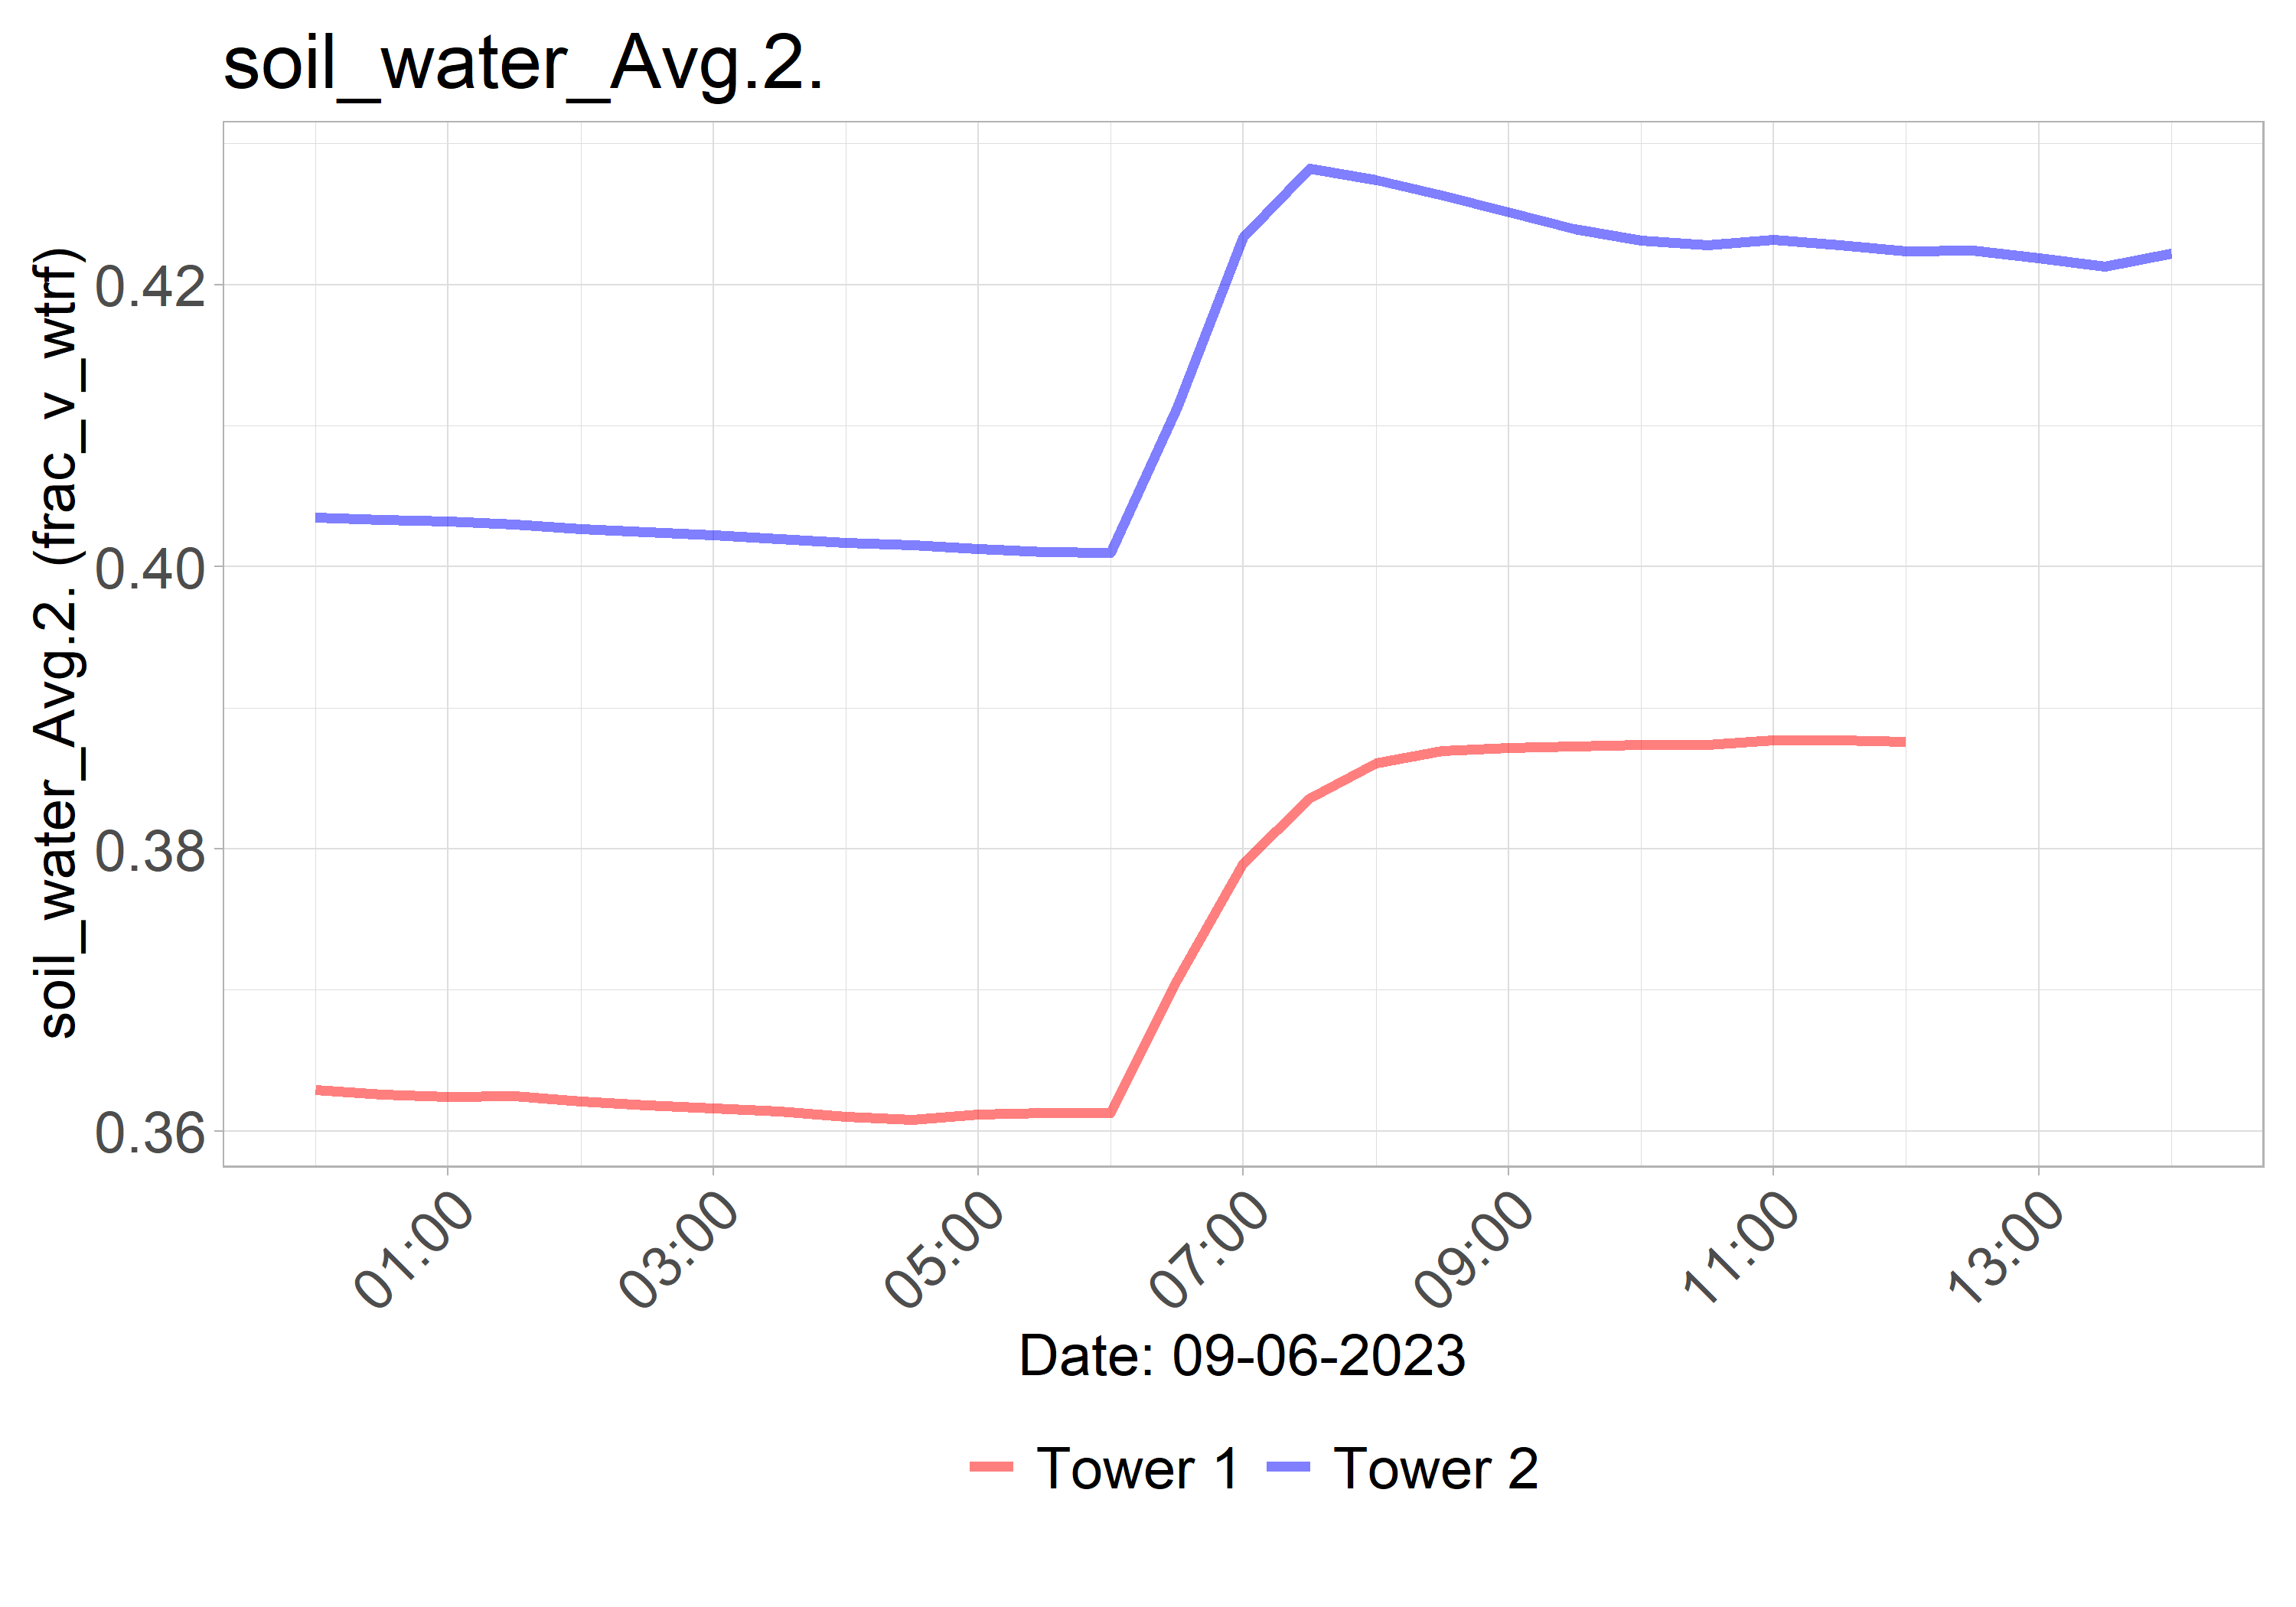 soil_water_Avg.2.
soil_water_Avg.2. (frac_v_wtrf)
0.42
0.40
0.38
0.36
01:00
03:00
05:00
07:00
09:00
11:00
13:00
Date: 09-06-2023
Tower 1 Tower 2